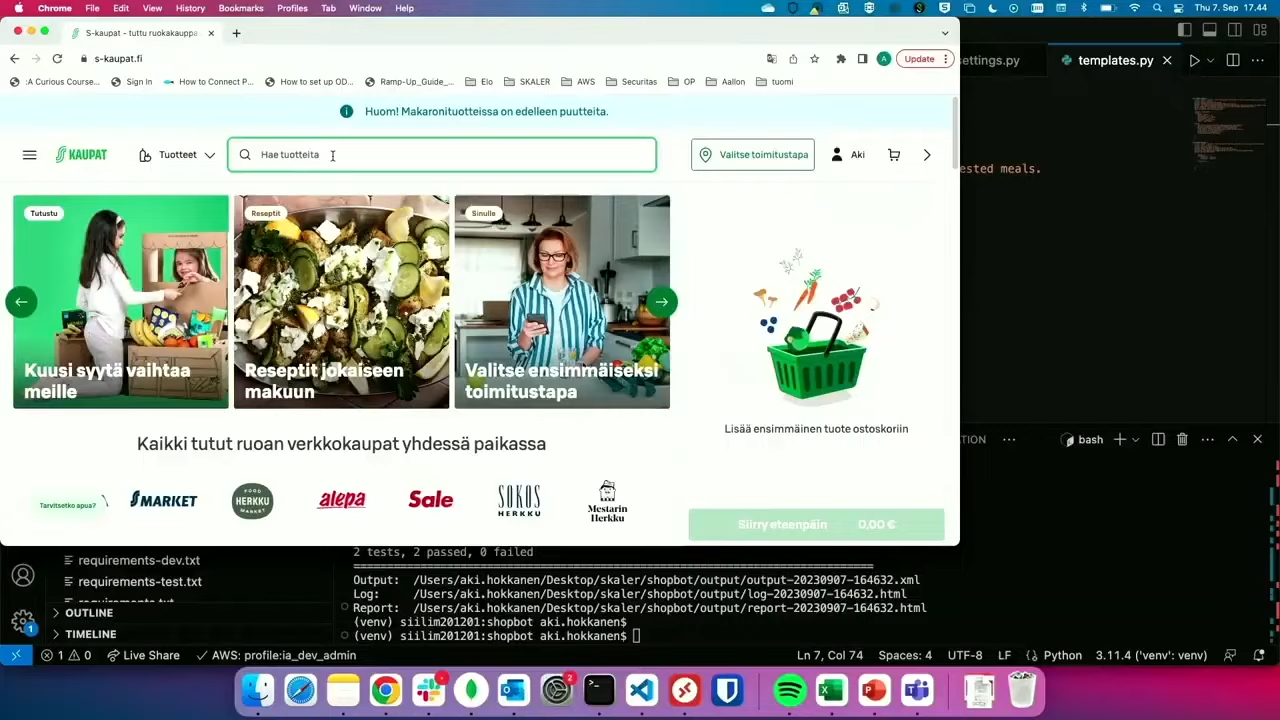 Chrome File Edit View History Bookmarks Profiles Tab Window Help
Thu 7. Sep 17.44
S-kaupat - tuttu ruokakauppa
s-kaupat.fi
Update
:A Curious Course...
Sign in
How to Connect P...
How to set up OD...
Ramp-Up_Guide_...
Elo
SKALER
AWS
Securitas
OP
Aallon
tuomi
settings.py
templates.py
Huom! Makaronituotteissa on edelleen puutteita.
KAUPAT
Tuotteet
Hae tuotteita
Valitse toimitustapa
Aki
ested meals.
Tutustu
Reseptit
Sinulle
Kuusi syytä vaihtaa
meille
Reseptit jokaiseen
makuun
Valitse ensimmäiseksi
toimitustapa
Lisää ensimmäinen tuote ostoskoriin
Kaikki tutut ruoan verkkokaupat yhdessä paikassa
ATION
bash
Tarvitsetko apua?
S MARKET
FOOD
HERKKU
MARKET
alepa
Sale
SOKOS
HERKKU
Mestarin
Herkku
Siirry eteenpäin 0,00 €
requirements-dev.txt
requirements-test.txt
requirements.txt
OUTLINE
TIMELINE
2 tests, 2 passed, 0 failed
==============================================================================
Output: /Users/aki.hokkanen/Desktop/skaler/shopbot/output/output-20230907-164632.xml
Log: /Users/aki.hokkanen/Desktop/skaler/shopbot/output/log-20230907-164632.html
Report: /Users/aki.hokkanen/Desktop/skaler/shopbot/output/report-20230907-164632.html
(venv) siilim201201:shopbot aki.hokkanen$
(venv) siilim201201:shopbot aki.hokkanen$
1
1 0
Live Share
AWS: profile:ia_dev_admin
Ln 7, Col 74
Spaces: 4
UTF-8
LF
Python
3.11.4 ('venv': venv)
2